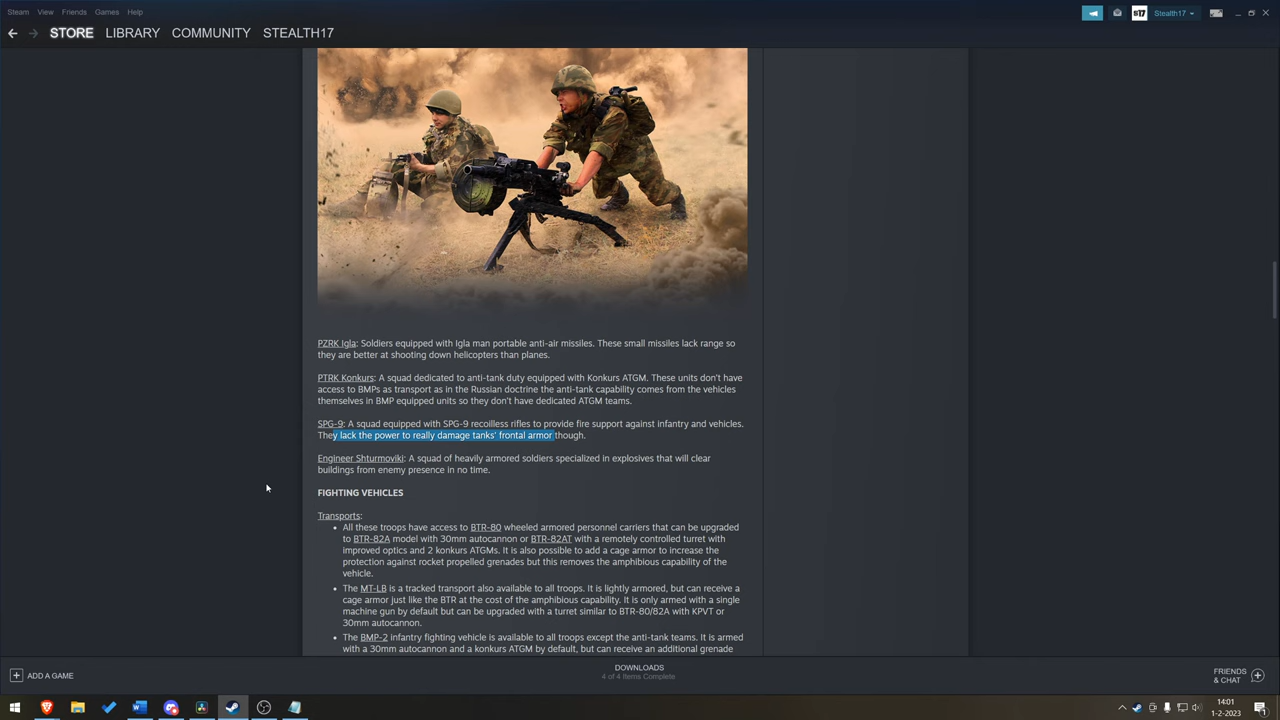 Steam View Friends Games Help
S17 Stealth17
STORE LIBRARY COMMUNITY STEALTH17
PZRK Igla: Soldiers equipped with Igla man portable anti-air missiles. These small missiles lack range so
they are better at shooting down helicopters than planes.
PTRK Konkurs: A squad dedicated to anti-tank duty equipped with Konkurs ATGM. These units don't have
access to BMPs as transport as in the Russian doctrine the anti-tank capability comes from the vehicles
themselves in BMP equipped units so they don't have dedicated ATGM teams.
SPG-9: A squad equipped with SPG-9 recoilless rifles to provide fire support against infantry and vehicles.
They lack the power to really damage tanks' frontal armor though.
Engineer Shturmoviki: A squad of heavily armored soldiers specialized in explosives that will clear
buildings from enemy presence in no time.
FIGHTING VEHICLES
Transports:
• All these troops have access to BTR-80 wheeled armored personnel carriers that can be upgraded
to BTR-82A model with 30mm autocannon or BTR-82AT with a remotely controlled turret with
improved optics and 2 konkurs ATGMs. It is also possible to add a cage armor to increase the
protection against rocket propelled grenades but this removes the amphibious capability of the
vehicle.
• The MT-LB is a tracked transport also available to all troops. It is lightly armored, but can receive a
cage armor just like the BTR at the cost of the amphibious capability. It is only armed with a single
machine gun by default but can be upgraded with a turret similar to BTR-80/82A with KPVT or
30mm autocannon.
• The BMP-2 infantry fighting vehicle is available to all troops except the anti-tank teams. It is armed
with a 30mm autocannon and a konkurs ATGM by default, but can receive an additional grenade
ADD A GAME
DOWNLOADS
4 of 4 Items Complete
FRIENDS
& CHAT
14:01
1-2-2023
1